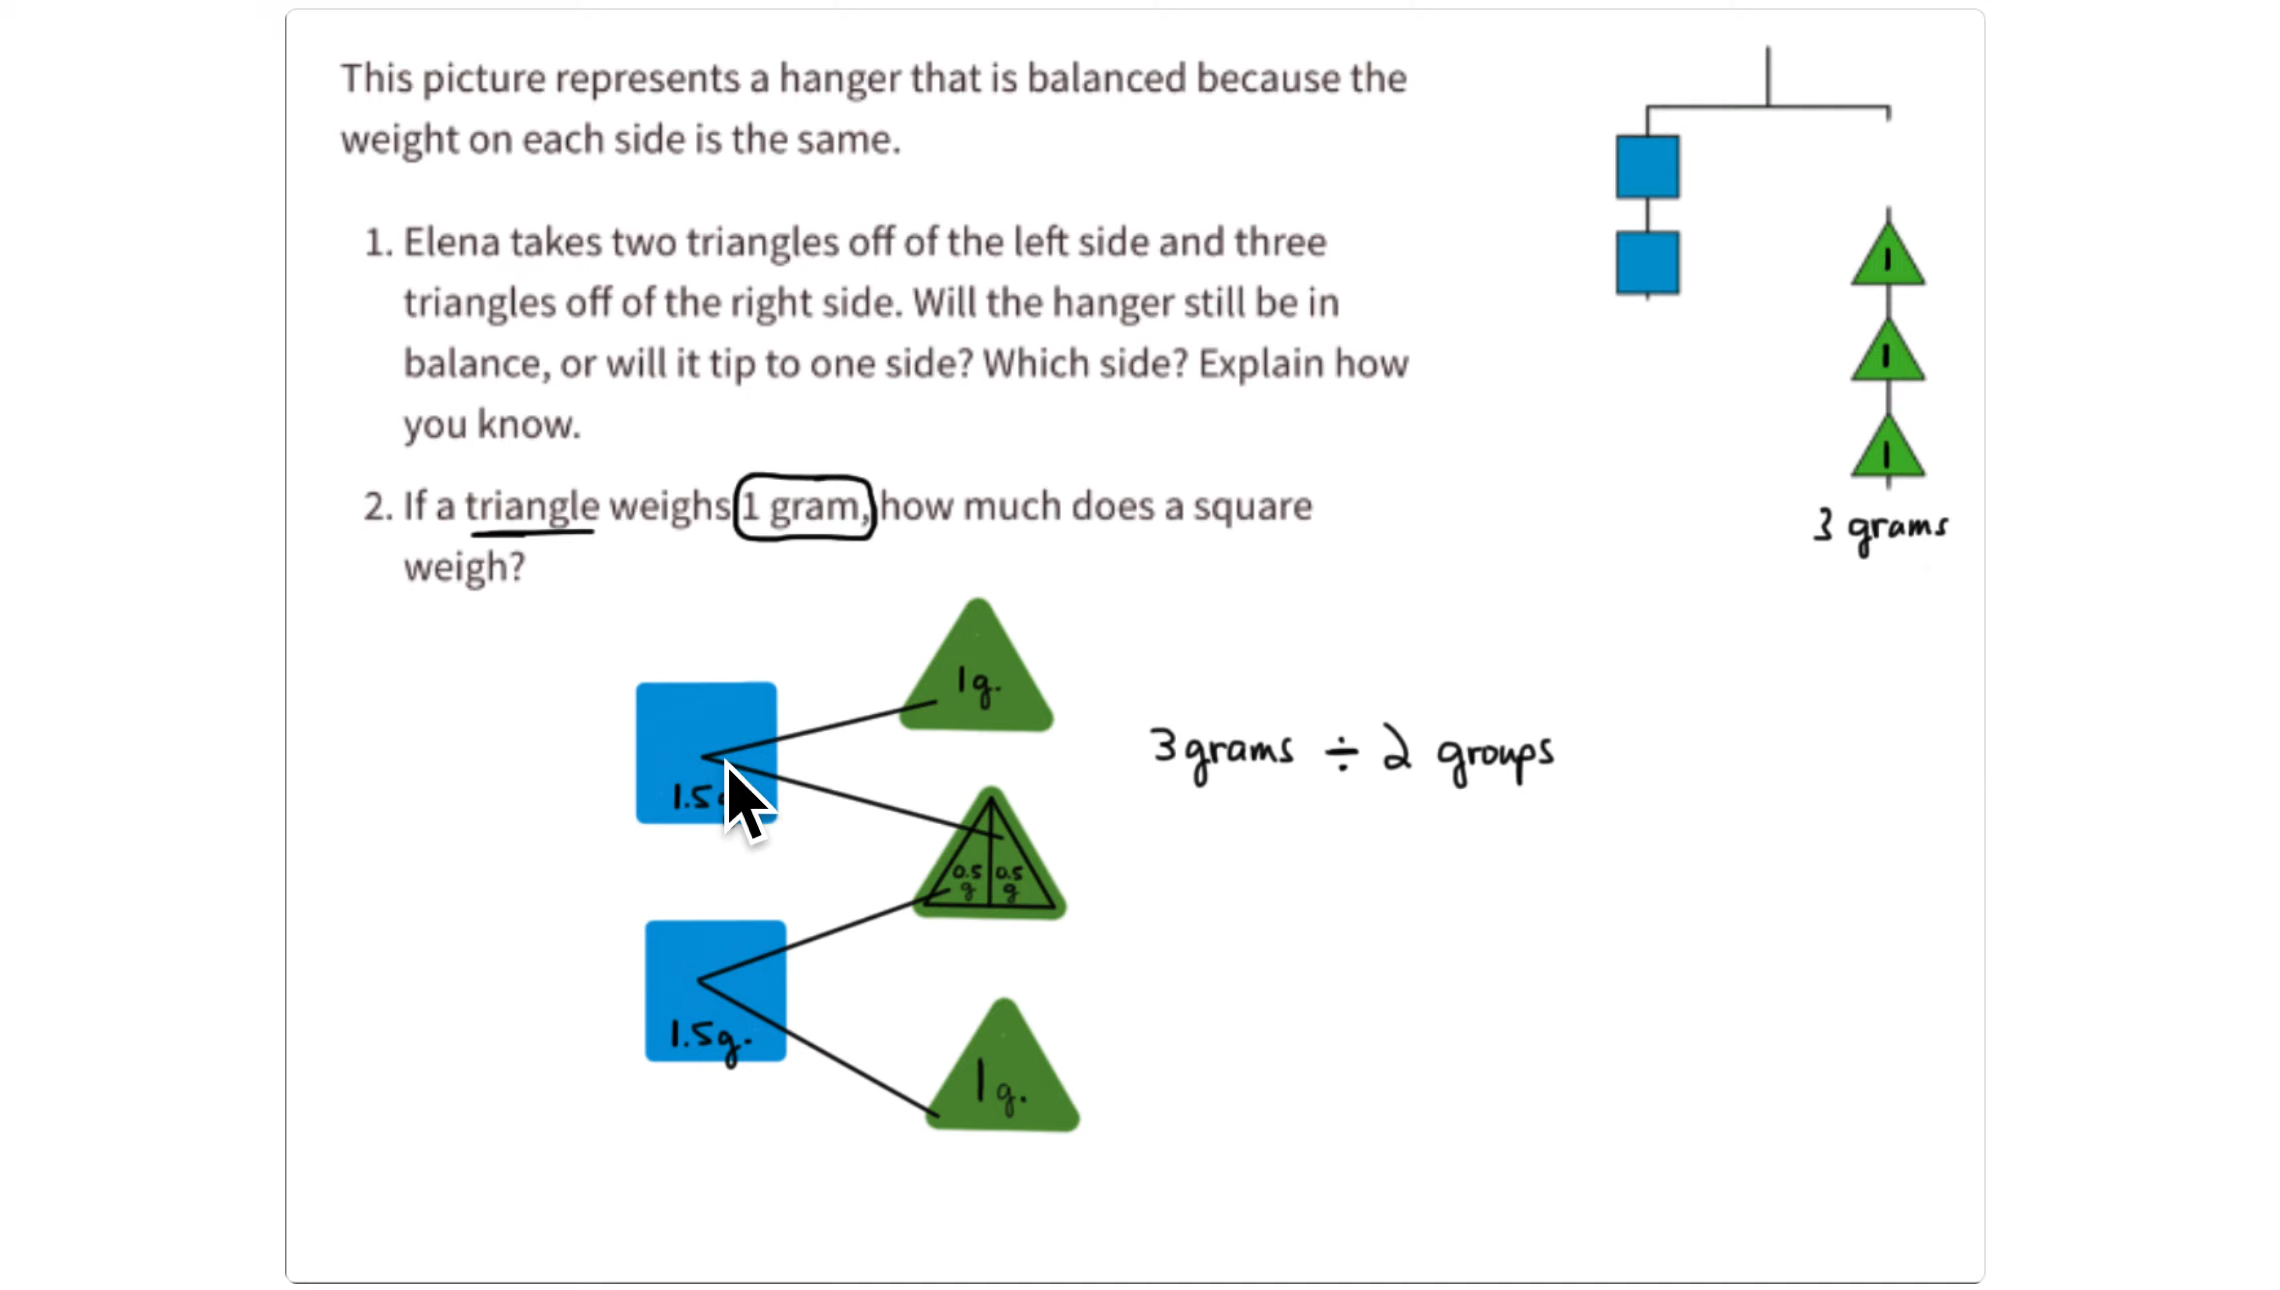 This picture represents a hanger that is balanced because the
weight on each side is the same.
1. Elena takes two triangles off of the left side and three
triangles off of the right side. Will the hanger still be in
balance, or will it tip to one side? Which side? Explain how
you know.
2. If a triangle weighs 1 gram, how much does a square
weigh?
1
1
1
3 grams
1g.
1.5
3 grams ÷ 2 groups
0.5 0.5
g g
1.5g.
1g.